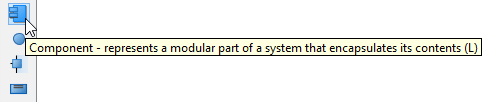 Component - represents a modular part of a system that encapsulates its contents (L)